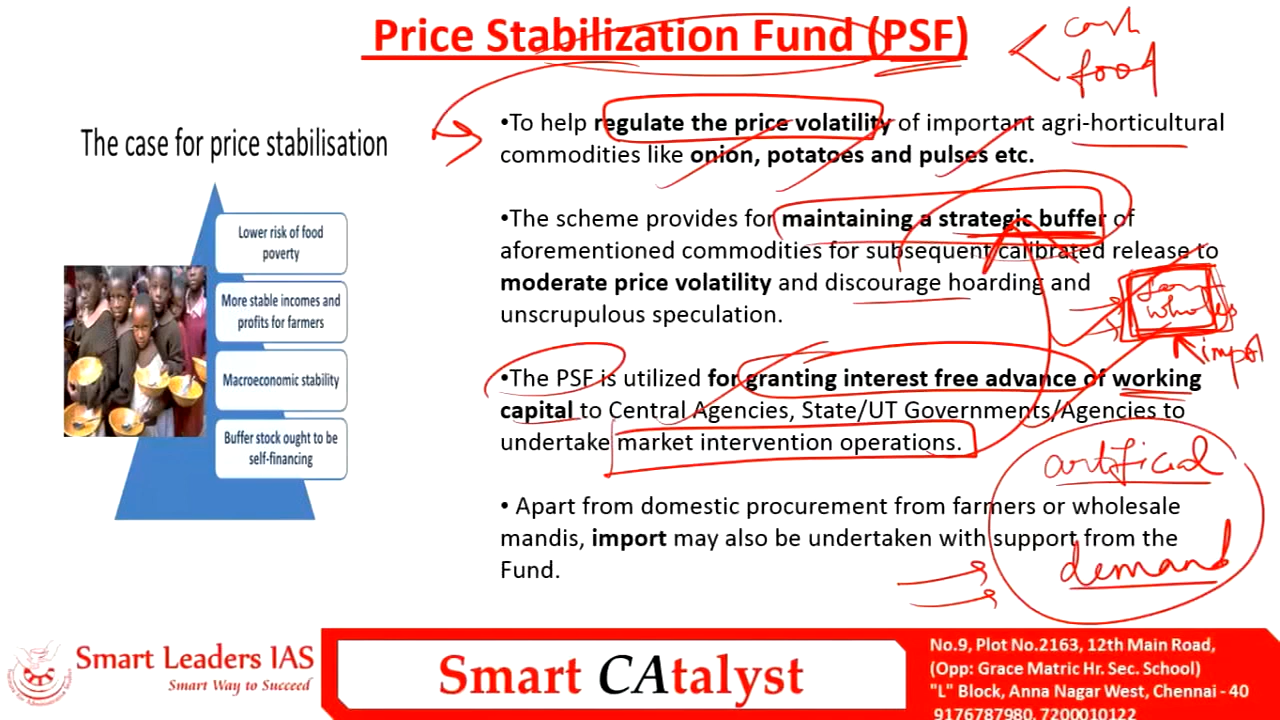 Price Stabilization Fund (PSF)
cash
food
The case for price stabilisation
Lower risk of food
poverty
More stable incomes and
profits for farmers
Macroeconomic stability
Buffer stock ought to be
self-financing
•To help regulate the price volatility of important agri-horticultural
commodities like onion, potatoes and pulses etc.
•The scheme provides for maintaining a strategic buffer of
aforementioned commodities for subsequent calibrated release to
moderate price volatility and discourage hoarding and
unscrupulous speculation.
•The PSF is utilized for granting interest free advance of working
capital to Central Agencies, State/UT Governments/Agencies to
undertake market intervention operations.
• Apart from domestic procurement from farmers or wholesale
mandis, import may also be undertaken with support from the
Fund.
artificial
demand
Smart Leaders IAS
Smart Way to Succeed
Smart CAtalyst
No.9, Plot No.2163, 12th Main Road,
(Opp: Grace Matric Hr. Sec. School)
"L" Block, Anna Nagar West, Chennai - 40
9176787980, 7200010122